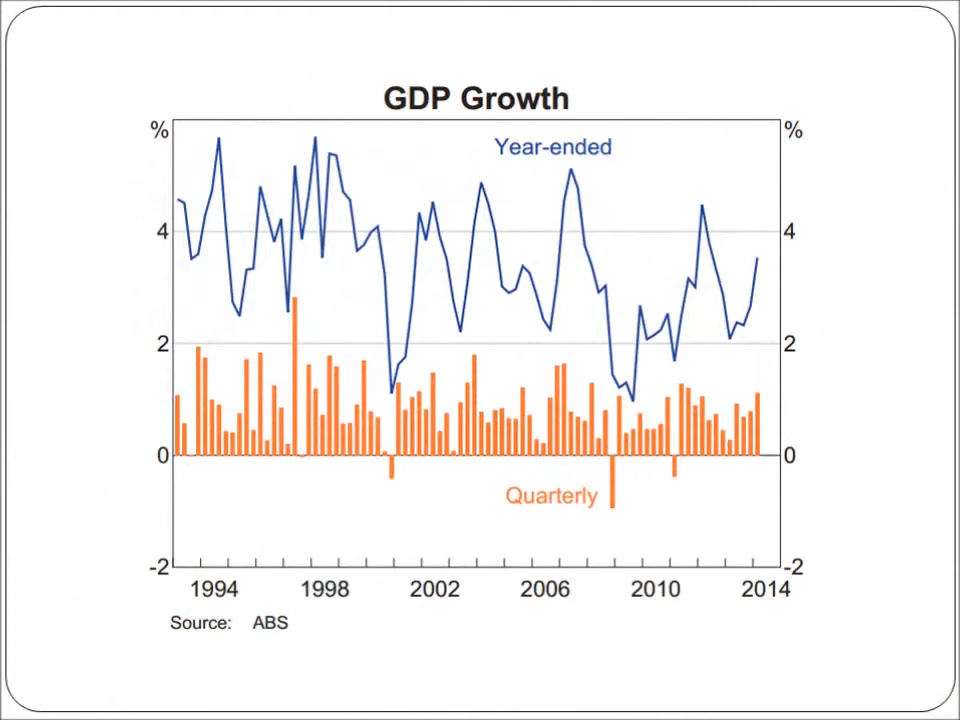 GDP Growth
% %
Year-ended
4 4
2 2
0 0
Quarterly
-2 -2
1994 1998 2002 2006 2010 2014
Source: ABS